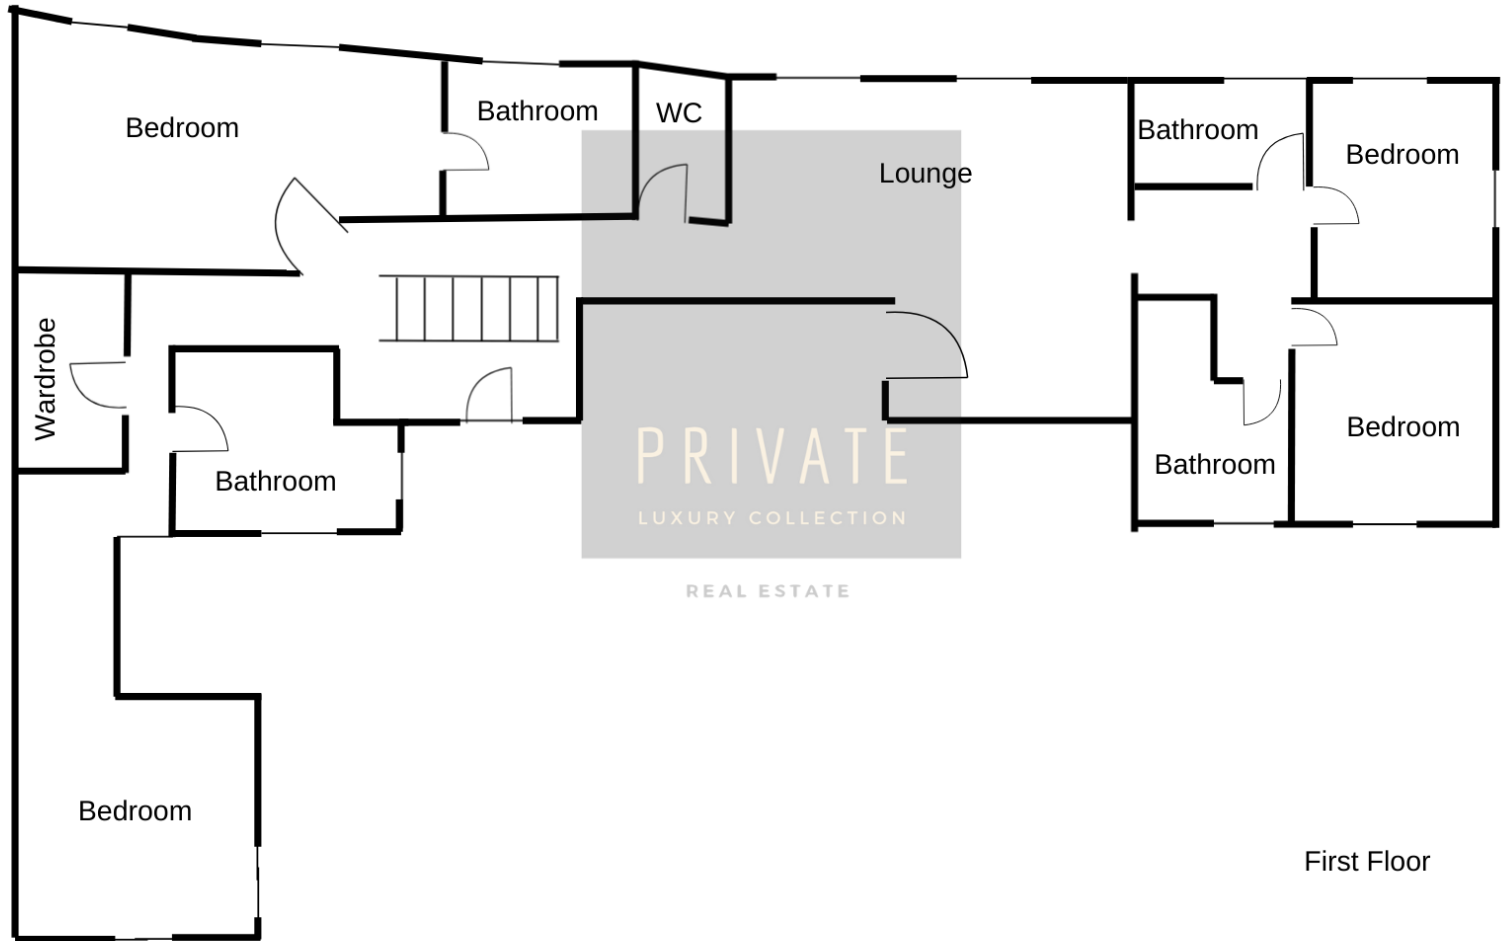 Bedroom
Bathroom
WC
Lounge
Bathroom
Bedroom
Wardrobe
Bathroom
Bathroom
Bedroom
PRIVATE
LUXURY COLLECTION
REAL ESTATE
Bedroom
First Floor